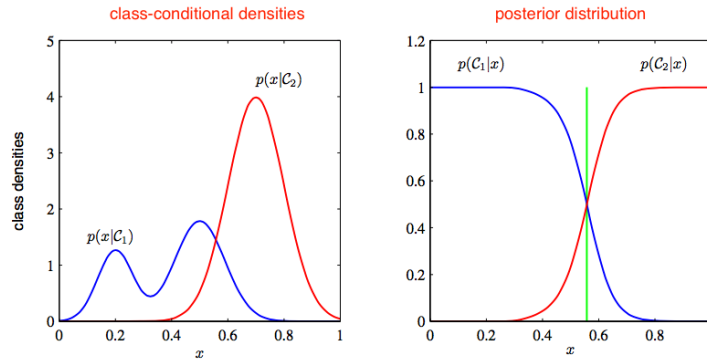 class-conditional densities
posterior distribution
5
4
3
2
1
0
class densities
p(x|C₂)
p(x|C₁)
0 0.2 0.4 0.6 0.8 1
x
1.2
1
0.8
0.6
0.4
0.2
0
p(C₁|x)
p(C₂|x)
0 0.2 0.4 0.6 0.8
x